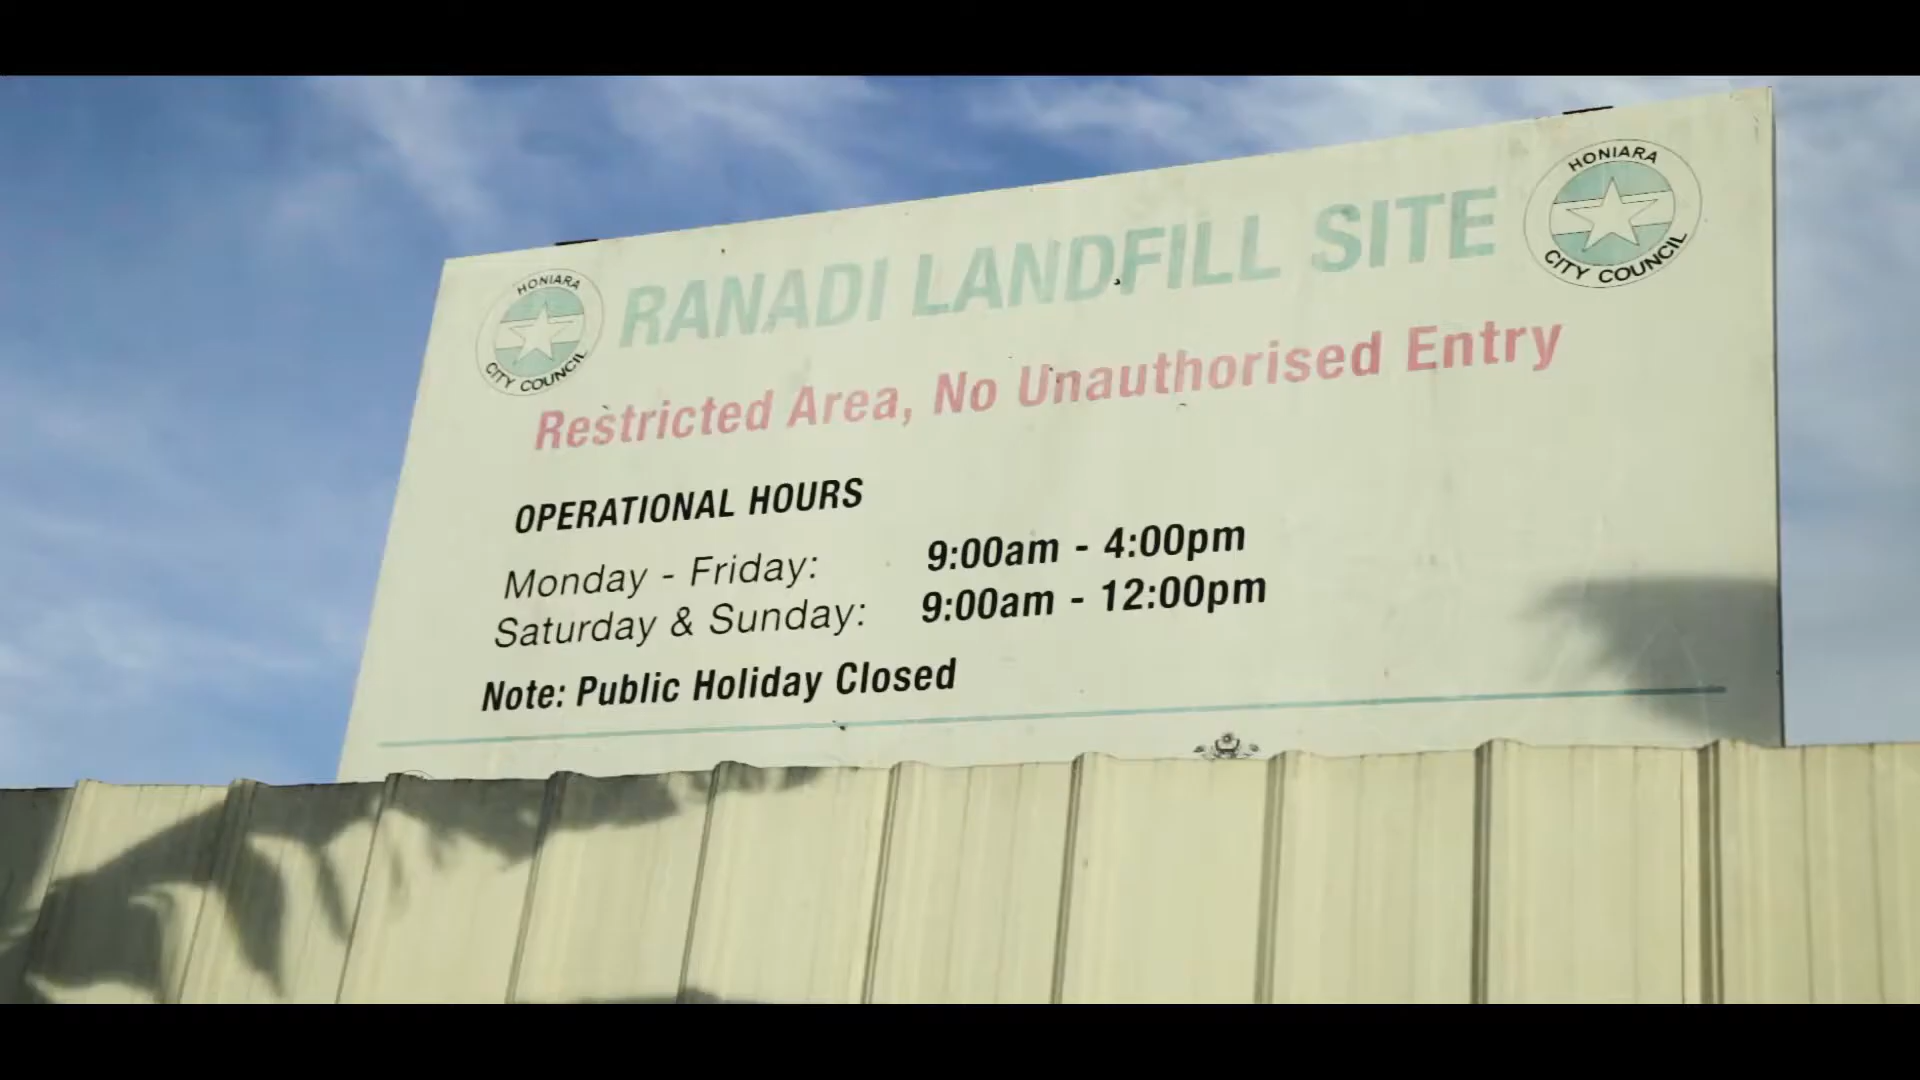 HONIARA
CITY COUNCIL
RANADI LANDFILL SITE
HONIARA
CITY COUNCIL
Restricted Area, No Unauthorised Entry
OPERATIONAL HOURS
Monday - Friday: 9:00am - 4:00pm
Saturday & Sunday: 9:00am - 12:00pm
Note: Public Holiday Closed